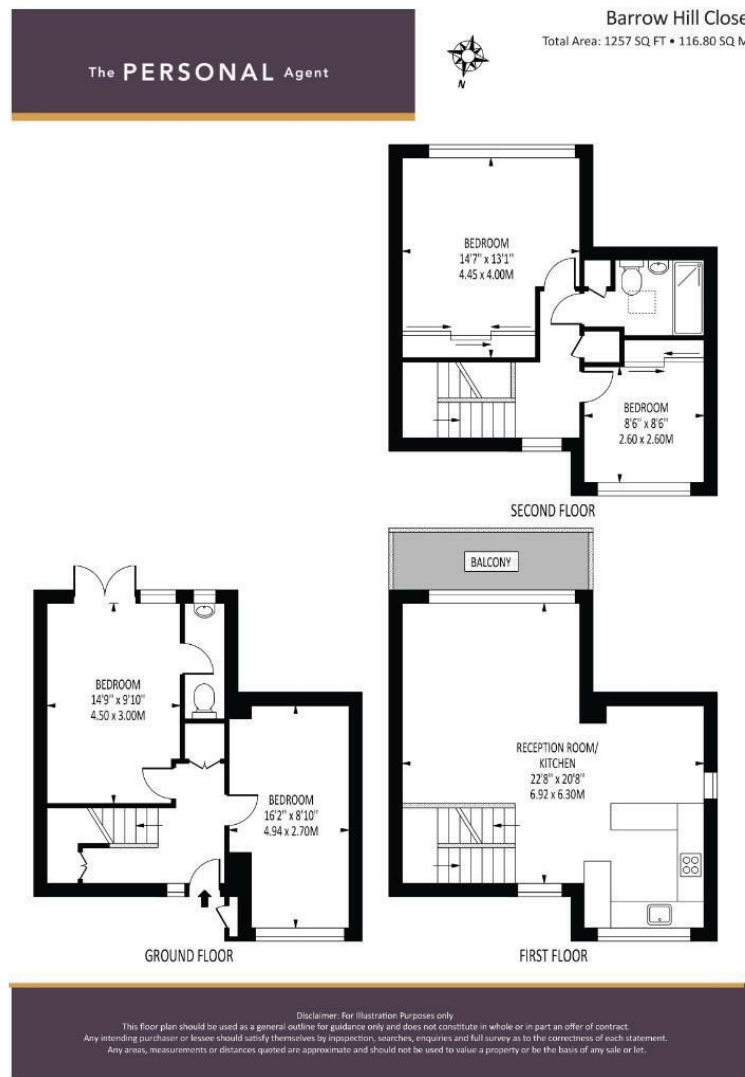 The PERSONAL Agent
N
Barrow Hill Close
Total Area: 1257 SQ FT • 116.80 SQ M
BEDROOM
14'7" x 13'1"
4.45 x 4.00M
BEDROOM
8'6" x 8'6"
2.60 x 2.60M
SECOND FLOOR
BALCONY
BEDROOM
14'9" x 9'10"
4.50 x 3.00M
BEDROOM
16'2" x 8'10"
4.94 x 2.70M
GROUND FLOOR
RECEPTION ROOM/
KITCHEN
22'8" x 20'8"
6.92 x 6.30M
FIRST FLOOR
Disclaimer: For Illustration Purposes only
This floor plan should be used as a general outline for guidance only and does not constitute in whole or in part an offer of contract.
Any intending purchaser or lessee should satisfy themselves by inpspection, searches, enquiries and full survey as to the correctness of each statement.
Any areas, measurements or distances quoted are approximate and should not be used to value a property or be the basis of any sale or let.